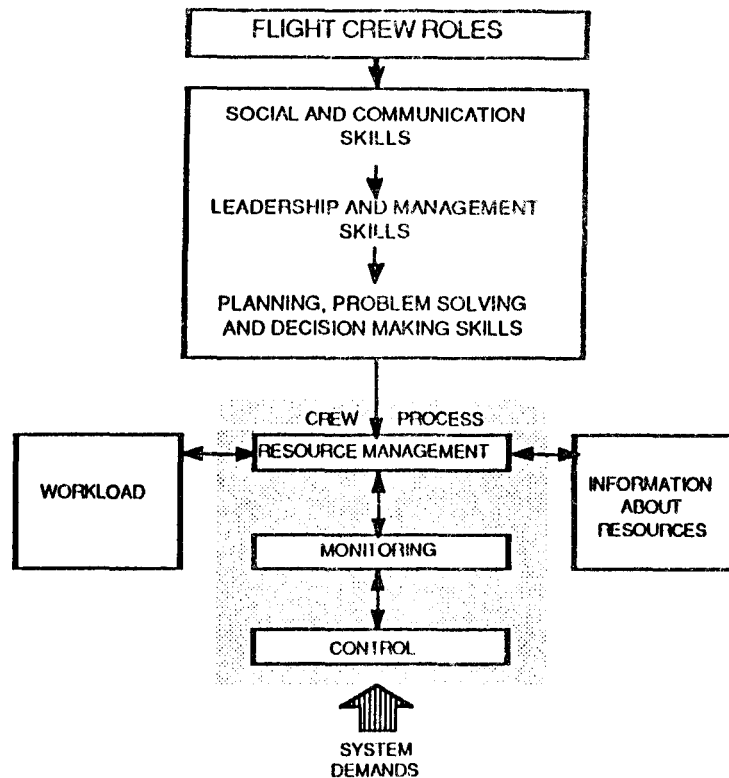 FLIGHT CREW ROLES
SOCIAL AND COMMUNICATION
SKILLS
LEADERSHIP AND MANAGEMENT
SKILLS
PLANNING, PROBLEM SOLVING
AND DECISION MAKING SKILLS
CREW PROCESS
WORKLOAD
RESOURCE MANAGEMENT
INFORMATION
ABOUT
RESOURCES
MONITORING
CONTROL
SYSTEM
DEMANDS